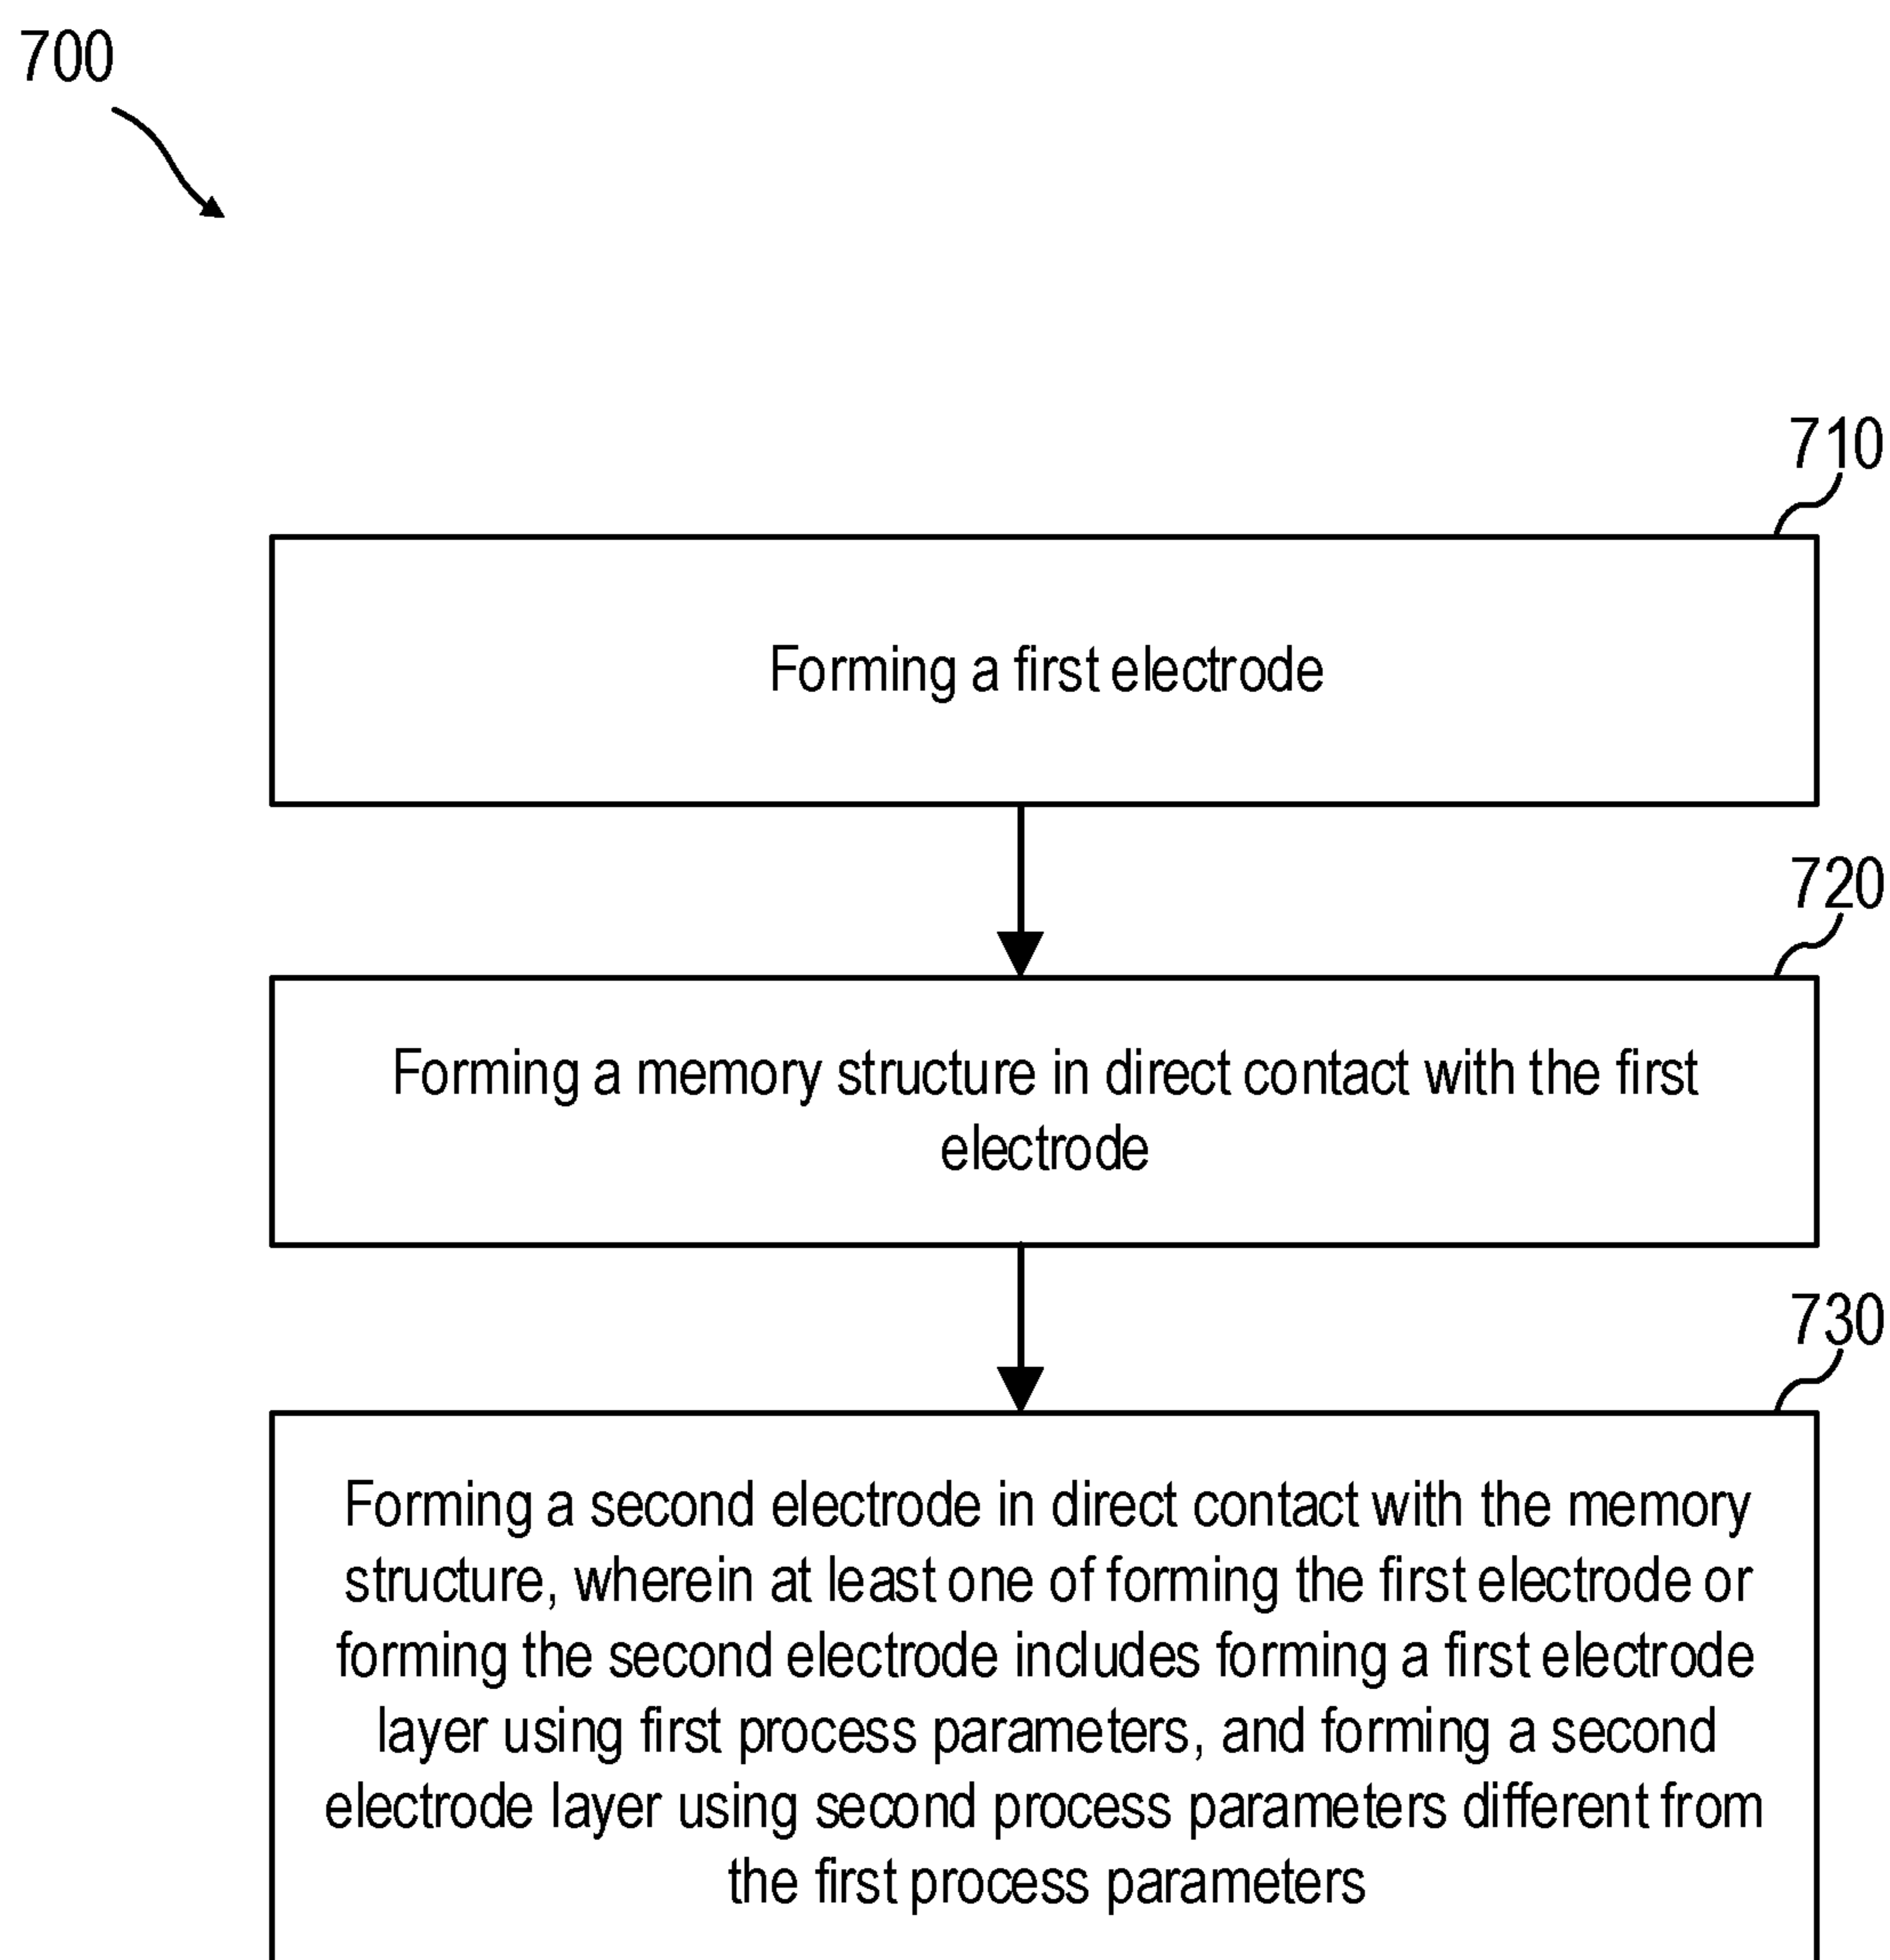 700
710
Forming a first electrode
720
Forming a memory structure in direct contact with the first
electrode
730
Forming a second electrode in direct contact with the memory
structure, wherein at least one of forming the first electrode or
forming the second electrode includes forming a first electrode
layer using first process parameters, and forming a second
electrode layer using second process parameters different from
the first process parameters